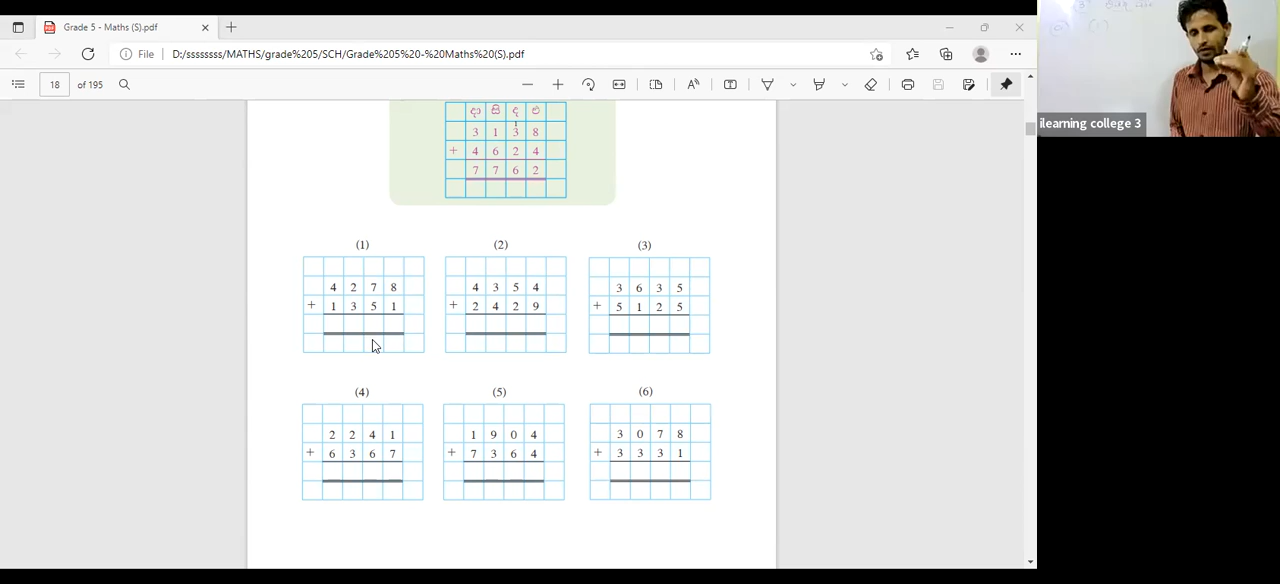 Grade 5 - Maths (S).pdf
File D:/ssssssss/MATHS/grade%205/SCH/Grade%205%20-%20Maths%20(S).pdf
18 of 195
ilearning college 3
දා සි ද එ
1
3 1 3 8
+ 4 6 2 4
7 7 6 2
(1) (2) (3)
4 2 7 8 4 3 5 4 3 6 3 5
+ 1 3 5 1 + 2 4 2 9 + 5 1 2 5
(4) (5) (6)
2 2 4 1 1 9 0 4 3 0 7 8
+ 6 3 6 7 + 7 3 6 4 + 3 3 3 1